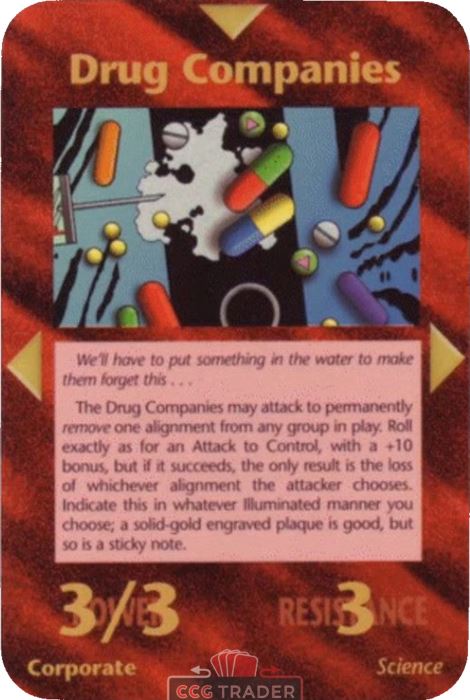 Drug Companies
We'll have to put something in the water to make
them forget this . . .
The Drug Companies may attack to permanently
remove one alignment from any group in play. Roll
exactly as for an Attack to Control, with a +10
bonus, but if it succeeds, the only result is the loss
of whichever alignment the attacker chooses.
Indicate this in whatever Illuminated manner you
choose; a solid-gold engraved plaque is good, but
so is a sticky note.
POWER 3/3
RESISTANCE 3
Corporate
Science
CCG TRADER